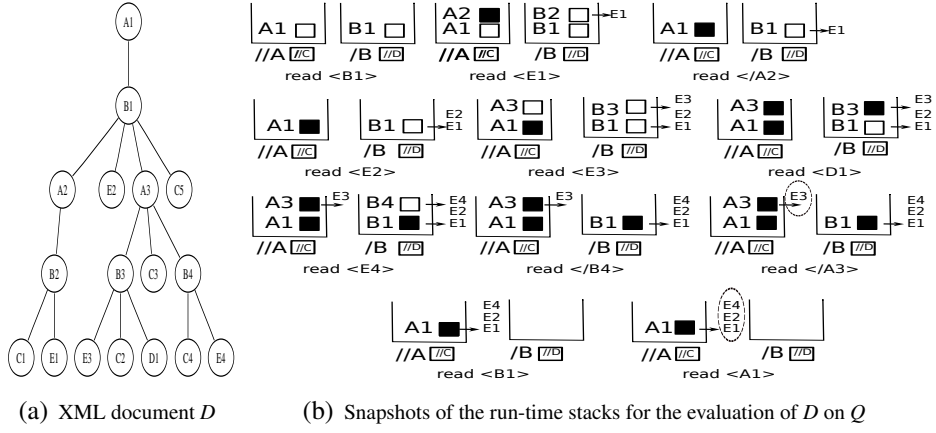 A1
B1
A2 E2 A3 C5
B2 B3 C3 B4
C1 E1 E3 C2 D1 C4 E4
(a) XML document D
A1 B1
//A //C /B //D
read <B1>
A2 B2 E1
A1 B1
//A //C /B //D
read <E1>
A1 B1 E1
//A //C /B //D
read </A2>
E2
A1 B1 E1
//A //C /B //D
read <E2>
A3 B3 E3
E2
A1 B1 E1
//A //C /B //D
read <E3>
A3 B3 E3
E2
A1 B1 E1
//A //C /B //D
read <D1>
A3 E3 B4 E4
E2
A1 B1 E1
//A //C /B //D
read <E4>
A3 E3 E4
E2
A1 B1 E1
//A //C /B //D
read </B4>
A3 E3 E4
E2
A1 B1 E1
//A //C /B //D
read </A3>
E4
E2
A1 E1
//A //C /B //D
read <B1>
E4
E2
A1 E1
//A //C /B //D
read <A1>
(b) Snapshots of the run-time stacks for the evaluation of D on Q